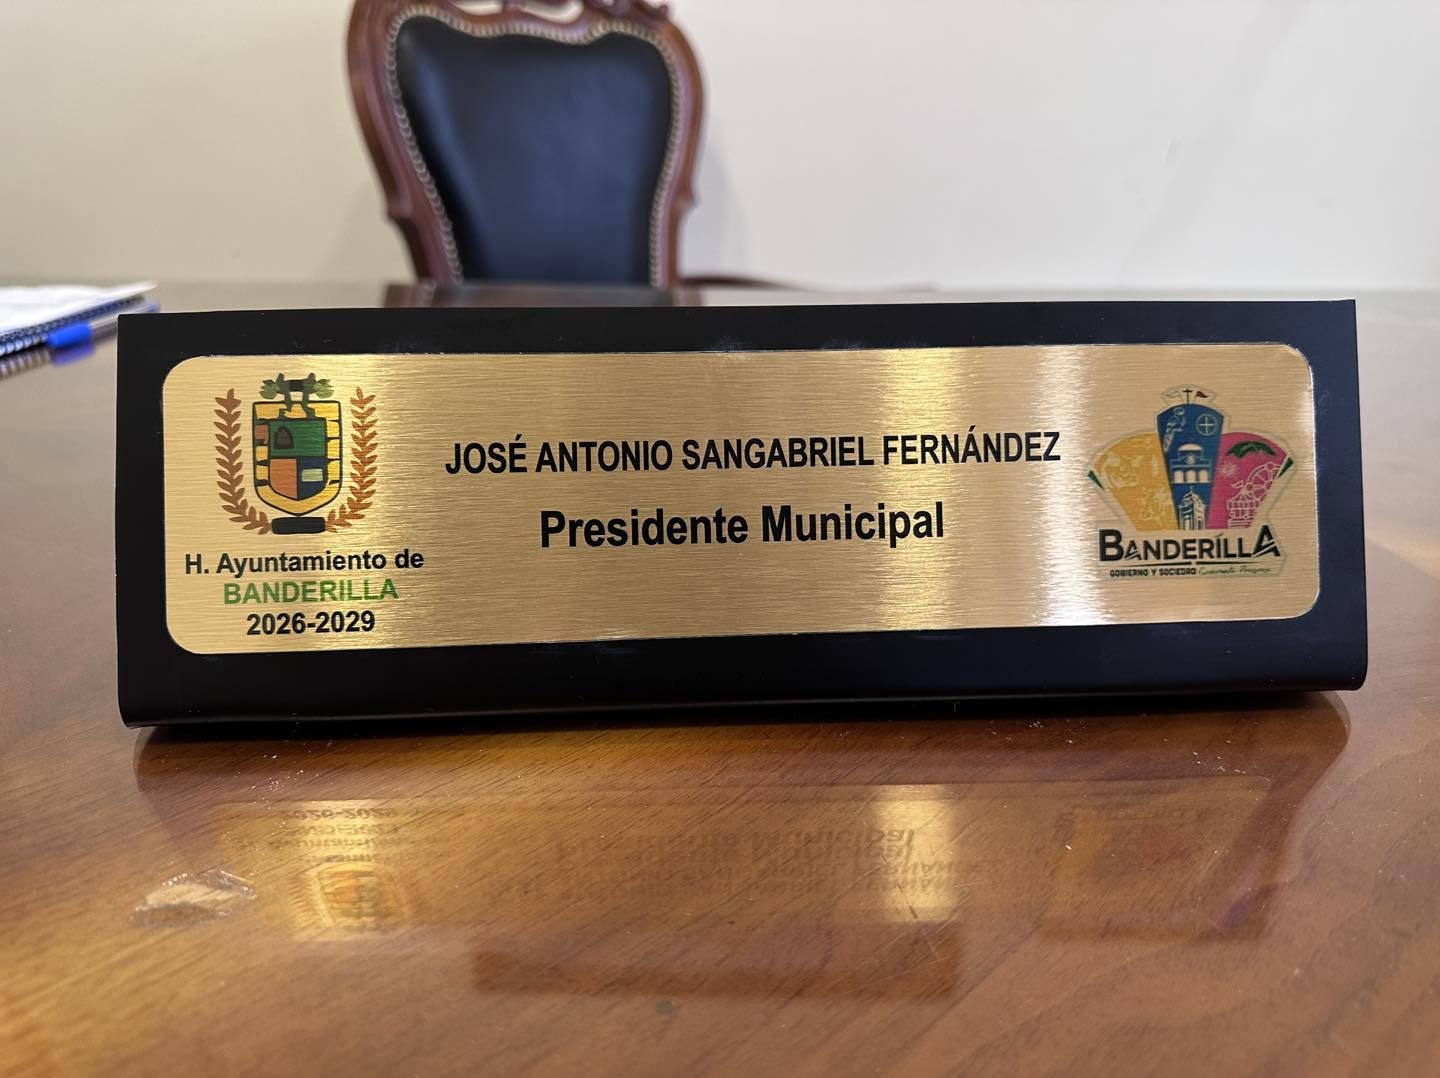 JOSÉ ANTONIO SANGABRIEL FERNÁNDEZ
Presidente Municipal
H. Ayuntamiento de
BANDERILLA
2026-2029
BANDERILLA
GOBIERNO Y SOCIEDAD